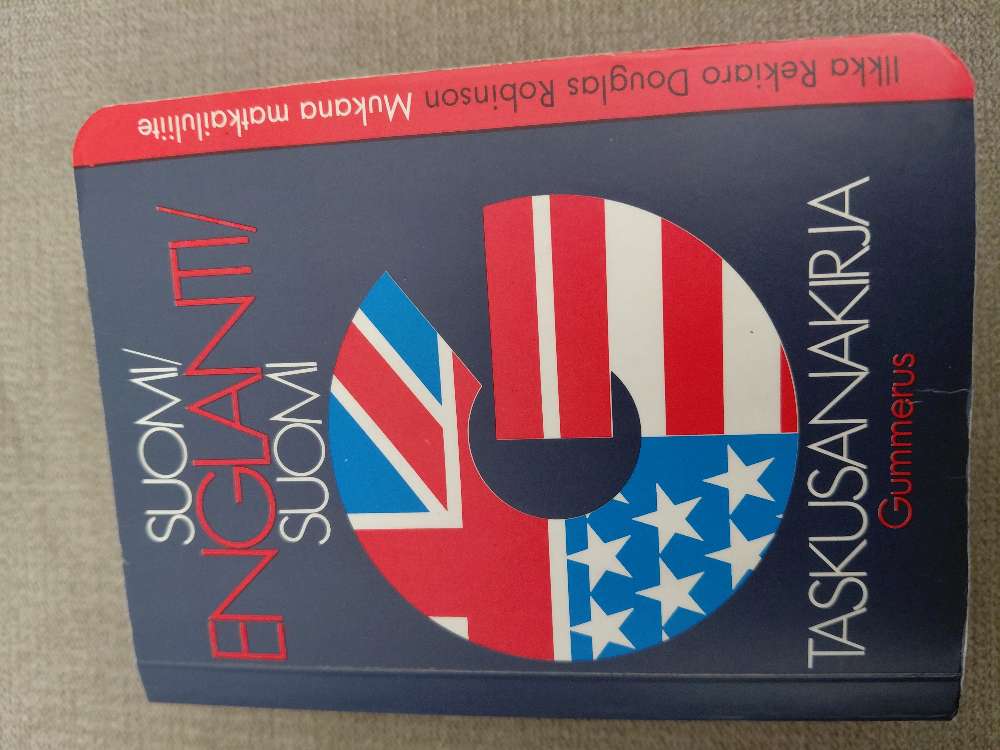 SUOMI/
ENGLANTI/
SUOMI
TASKUSANAKIRJA
Gummerus
Ilkka Rekiaro Douglas Robinson Mukana matkailuliite